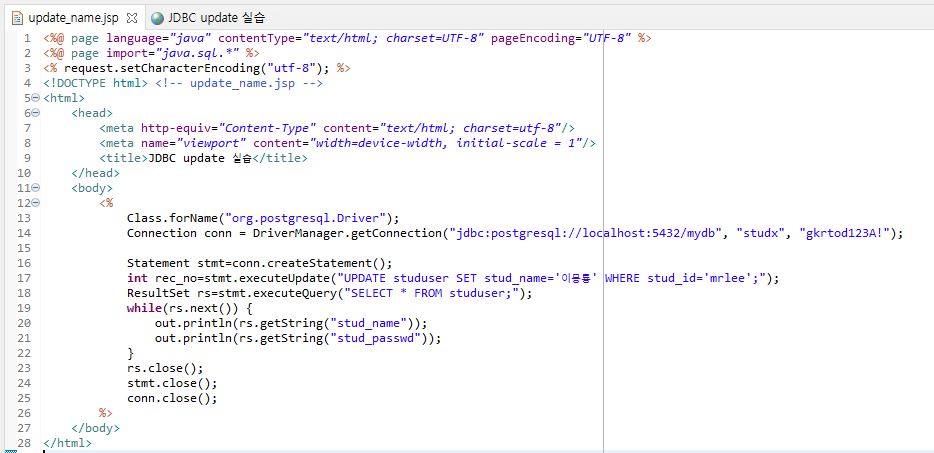 update_name.jsp JDBC update 실습
1 <%@ page language="java" contentType="text/html; charset=UTF-8" pageEncoding="UTF-8" %>
2 <%@ page import="java.sql.*" %>
3 <% request.setCharacterEncoding("utf-8"); %>
4 <!DOCTYPE html> <!-- update_name.jsp -->
5 <html>
6 <head>
7 <meta http-equiv="Content-Type" content="text/html; charset=utf-8"/>
8 <meta name="viewport" content="width=device-width, initial-scale = 1"/>
9 <title>JDBC update 실습</title>
10 </head>
11 <body>
12 <%
13 Class.forName("org.postgresql.Driver");
14 Connection conn = DriverManager.getConnection("jdbc:postgresql://localhost:5432/mydb", "studx", "gkrtod123A!");
15
16 Statement stmt=conn.createStatement();
17 int rec_no=stmt.executeUpdate("UPDATE studuser SET stud_name='이몽룡' WHERE stud_id='mrlee';");
18 ResultSet rs=stmt.executeQuery("SELECT * FROM studuser;");
19 while(rs.next()) {
20 out.println(rs.getString("stud_name"));
21 out.println(rs.getString("stud_passwd"));
22 }
23 rs.close();
24 stmt.close();
25 conn.close();
26 %>
27 </body>
28 </html>